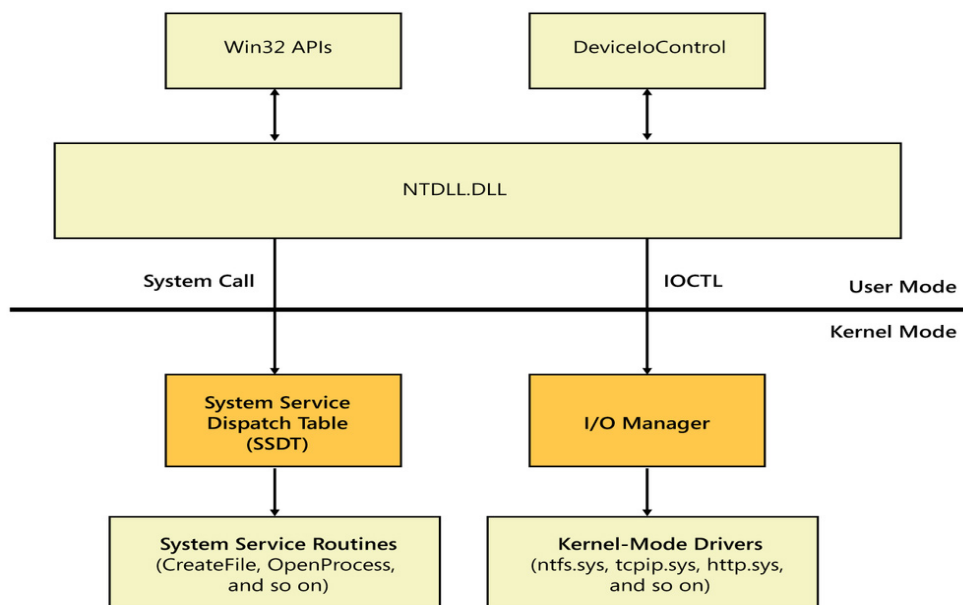 Win32 APIs
DeviceIoControl
NTDLL.DLL
System Call
IOCTL
User Mode
Kernel Mode
System Service
Dispatch Table
(SSDT)
I/O Manager
System Service Routines
(CreateFile, OpenProcess,
and so on)
Kernel-Mode Drivers
(ntfs.sys, tcpip.sys, http.sys,
and so on)